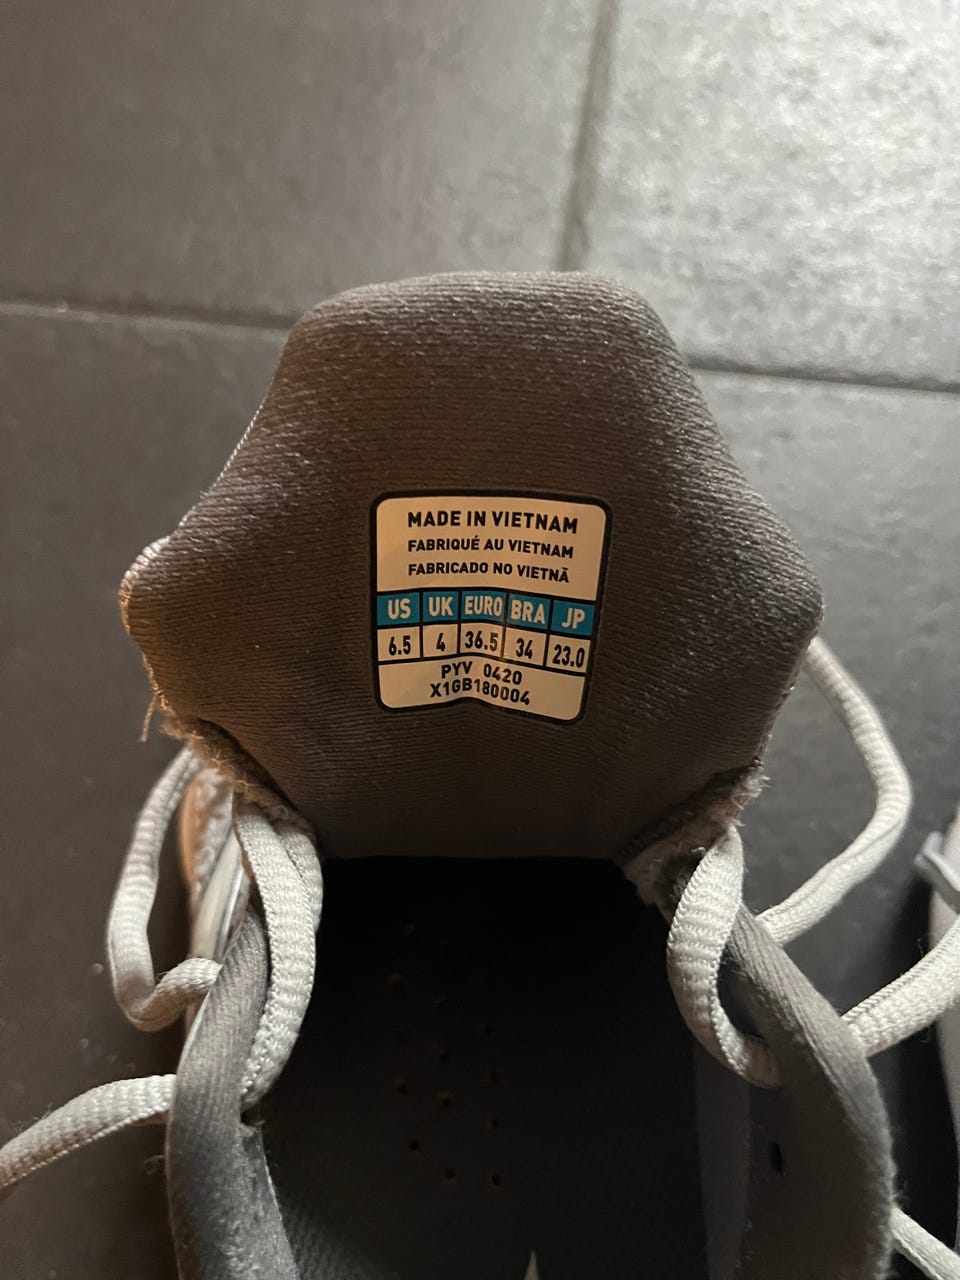 MADE IN VIETNAM
FABRIQUÉ AU VIETNAM
FABRICADO NO VIETNÃ
US UK EURO BRA JP
6.5 4 36.5 34 23.0
PYV 0420
X1GB180004